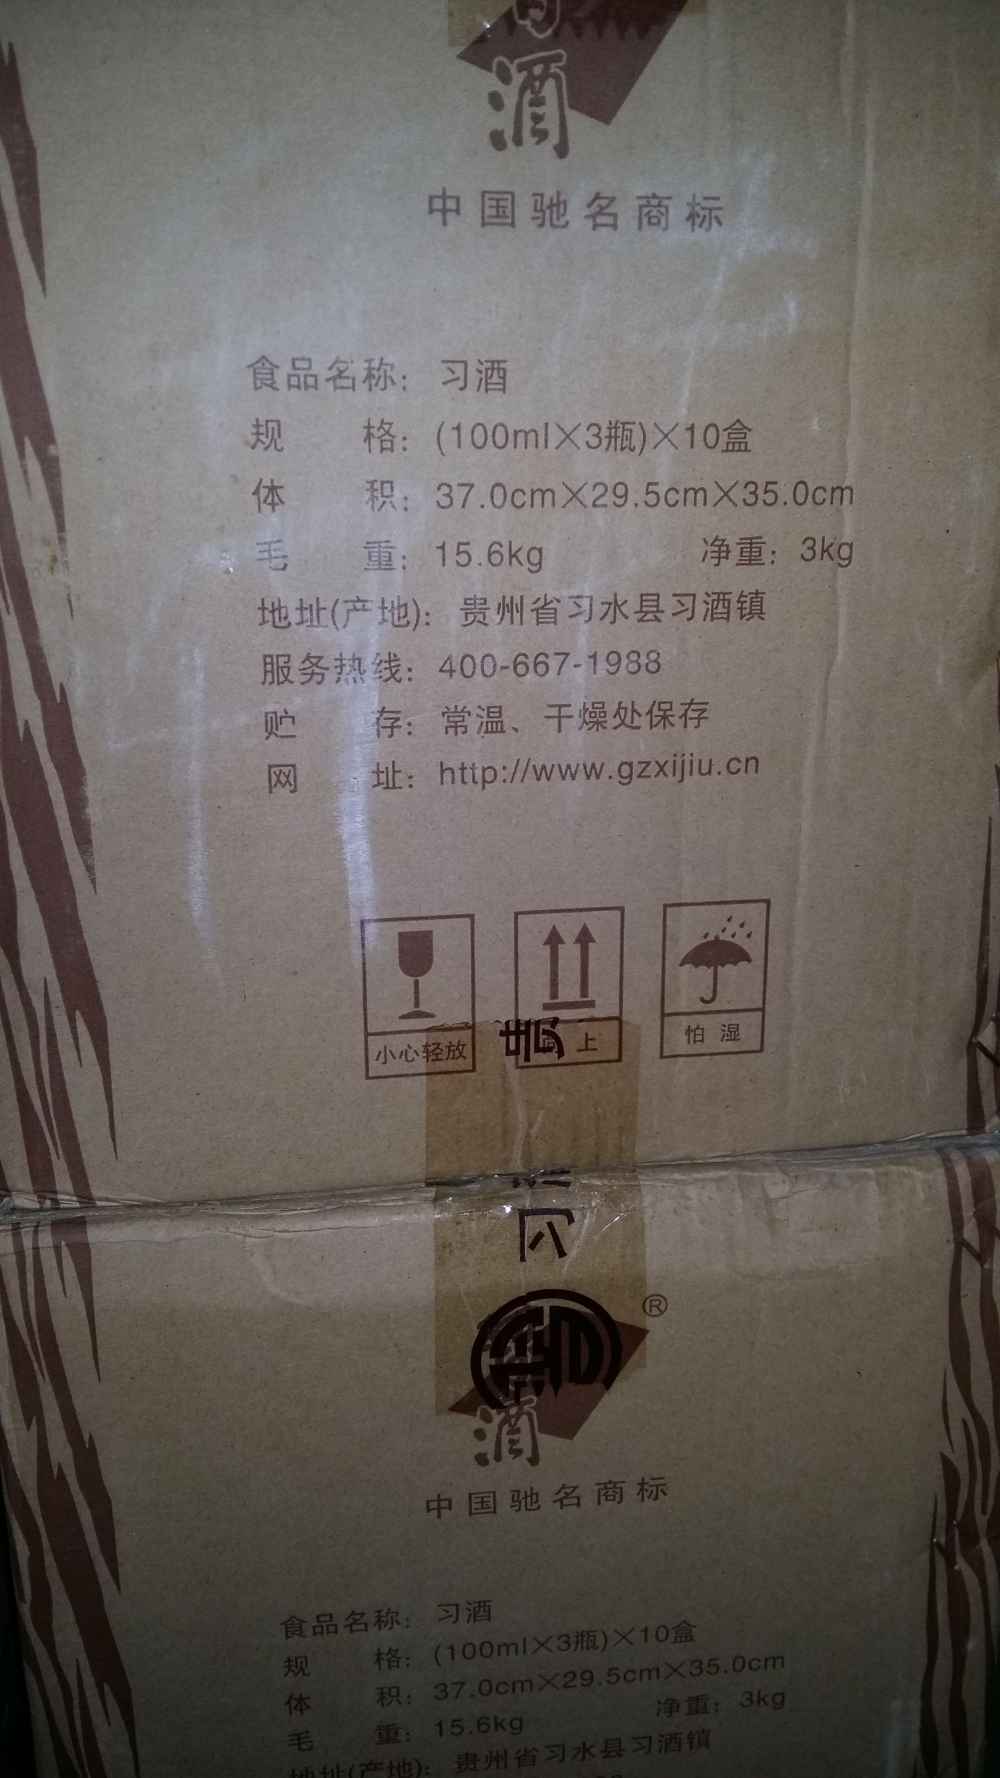 酒
中国驰名商标
食品名称： 习酒
规 格： (100ml×3瓶)×10盒
体 积： 37.0cm×29.5cm×35.0cm
毛 重： 15.6kg 净重： 3kg
地址(产地)： 贵州省习水县习酒镇
服务热线： 400-667-1988
贮 存： 常温、干燥处保存
网 址： http://www.gzxijiu.cn
小心轻放
上
怕 湿
®
酒
中国驰名商标
食品名称： 习酒
规 格： (100ml×3瓶)×10盒
体 积： 37.0cm×29.5cm×35.0cm
毛 重： 15.6kg 净重： 3kg
地址(产地)： 贵州省习水县习酒镇